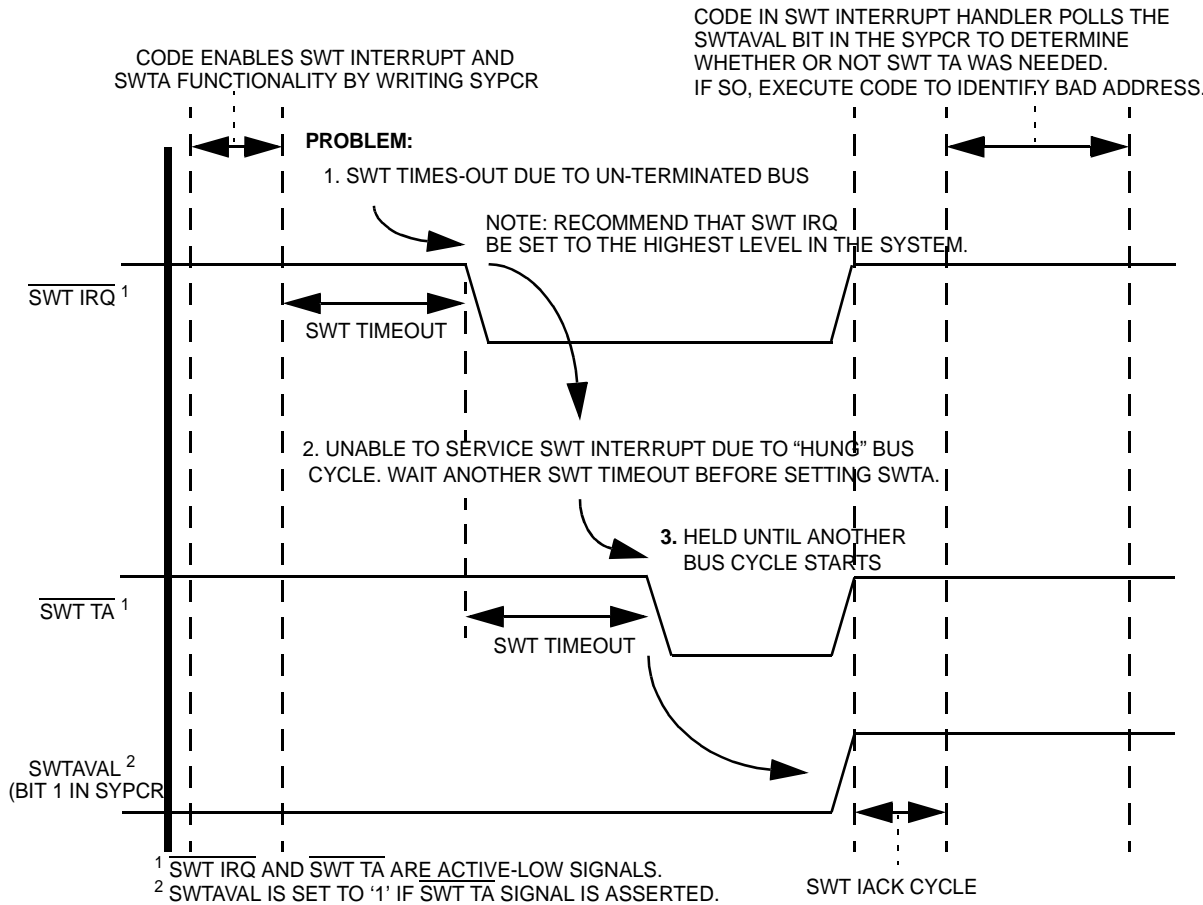 CODE ENABLES SWT INTERRUPT AND
SWTA FUNCTIONALITY BY WRITING SYPCR
CODE IN SWT INTERRUPT HANDLER POLLS THE
SWTAVAL BIT IN THE SYPCR TO DETERMINE
WHETHER OR NOT SWT TA WAS NEEDED.
IF SO, EXECUTE CODE TO IDENTIFY BAD ADDRESS.
PROBLEM:
1. SWT TIMES-OUT DUE TO UN-TERMINATED BUS
NOTE: RECOMMEND THAT SWT IRQ
BE SET TO THE HIGHEST LEVEL IN THE SYSTEM.
SWT IRQ 1
SWT TIMEOUT
2. UNABLE TO SERVICE SWT INTERRUPT DUE TO “HUNG” BUS
CYCLE. WAIT ANOTHER SWT TIMEOUT BEFORE SETTING SWTA.
3. HELD UNTIL ANOTHER
BUS CYCLE STARTS
SWT TA 1
SWT TIMEOUT
SWTAVAL 2
(BIT 1 IN SYPCR
1 SWT IRQ AND SWT TA ARE ACTIVE-LOW SIGNALS.
2 SWTAVAL IS SET TO ‘1’ IF SWT TA SIGNAL IS ASSERTED.
SWT IACK CYCLE